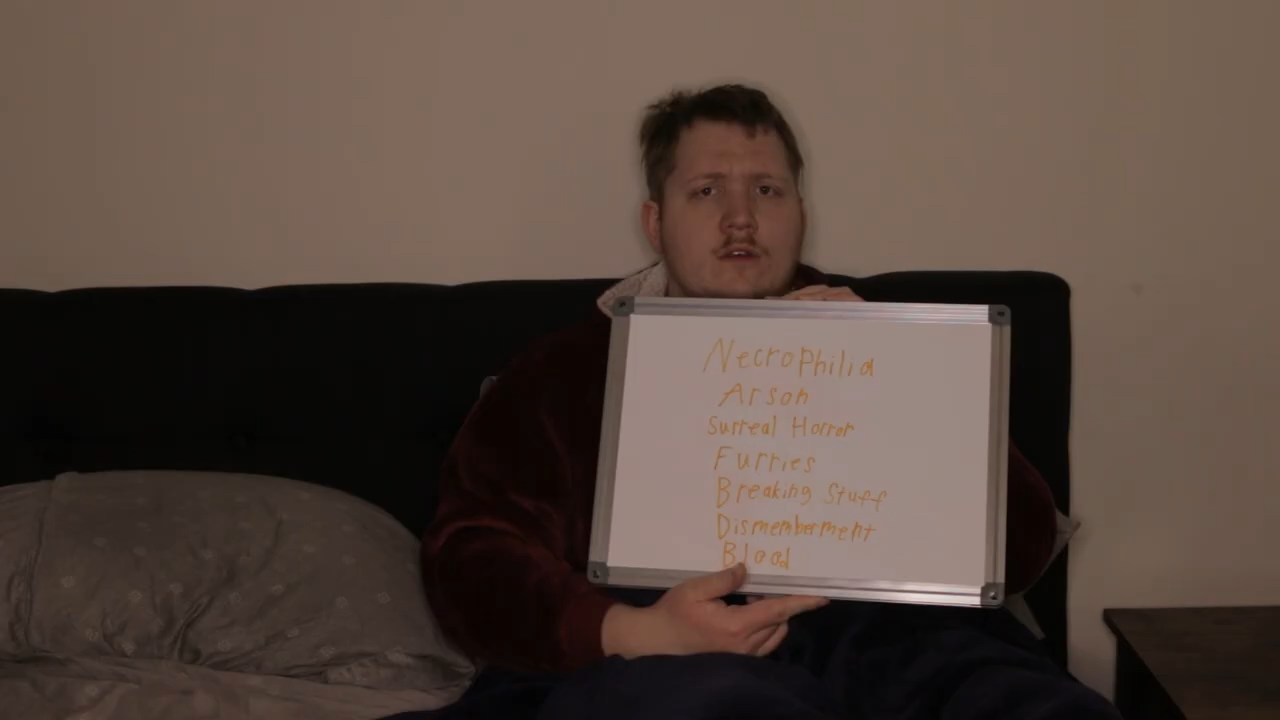 Necrophilia
Arson
Surreal Horror
Furries
Breaking Stuff
Dismemberment
Blood